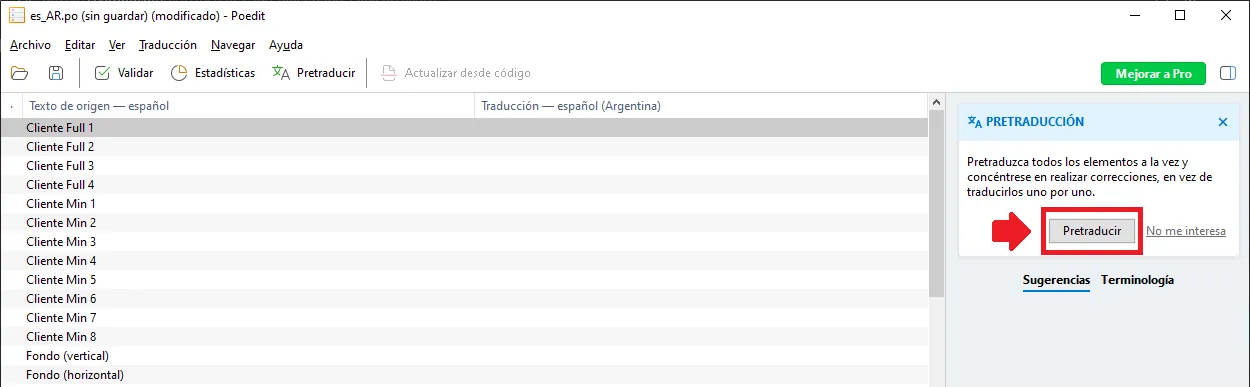 es_AR.po (sin guardar) (modificado) - Poedit
Archivo Editar Ver Traducción Navegar Ayuda
Validar Estadísticas Pretraducir Actualizar desde código Mejorar a Pro
Texto de origen — español Traducción — español (Argentina)
Cliente Full 1
Cliente Full 2
Cliente Full 3
Cliente Full 4
Cliente Min 1
Cliente Min 2
Cliente Min 3
Cliente Min 4
Cliente Min 5
Cliente Min 6
Cliente Min 7
Cliente Min 8
Fondo (vertical)
Fondo (horizontal)
PRETRADUCCIÓN
Pretraduzca todos los elementos a la vez y
concéntrese en realizar correcciones, en vez de
traducirlos uno por uno.
Pretraducir No me interesa
Sugerencias Terminología